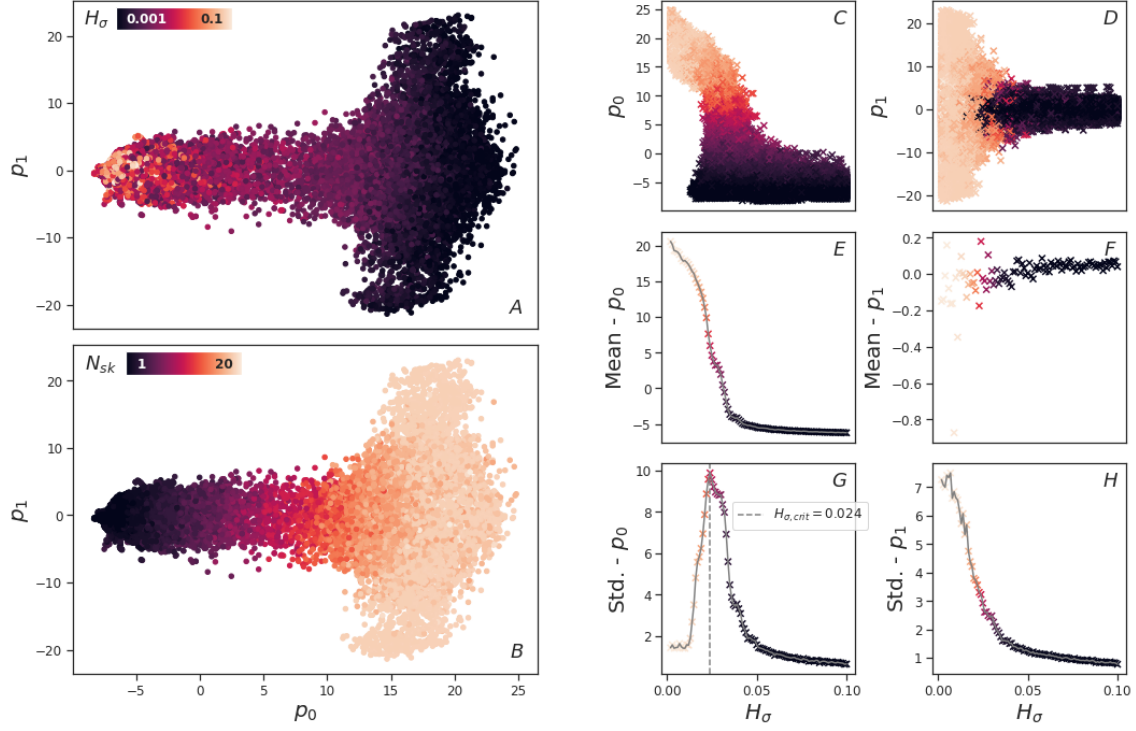 H_σ 0.001 0.1
20
10
0
−10
−20
p_1
A
N_sk 1 20
20
10
0
−10
−20
p_1
B
−5 0 5 10 15 20 25
p_0
C
25
20
15
10
5
0
−5
p_0
D
20
10
0
−10
−20
p_1
E
20
15
10
5
0
−5
Mean - p_0
F
0.2
0.0
−0.2
−0.4
−0.6
−0.8
Mean - p_1
G
10
8
6
4
2
Std. - p_0
H_σ,crit = 0.024
0.00 0.05 0.10
H_σ
H
7
6
5
4
3
2
1
Std. - p_1
0.00 0.05 0.10
H_σ